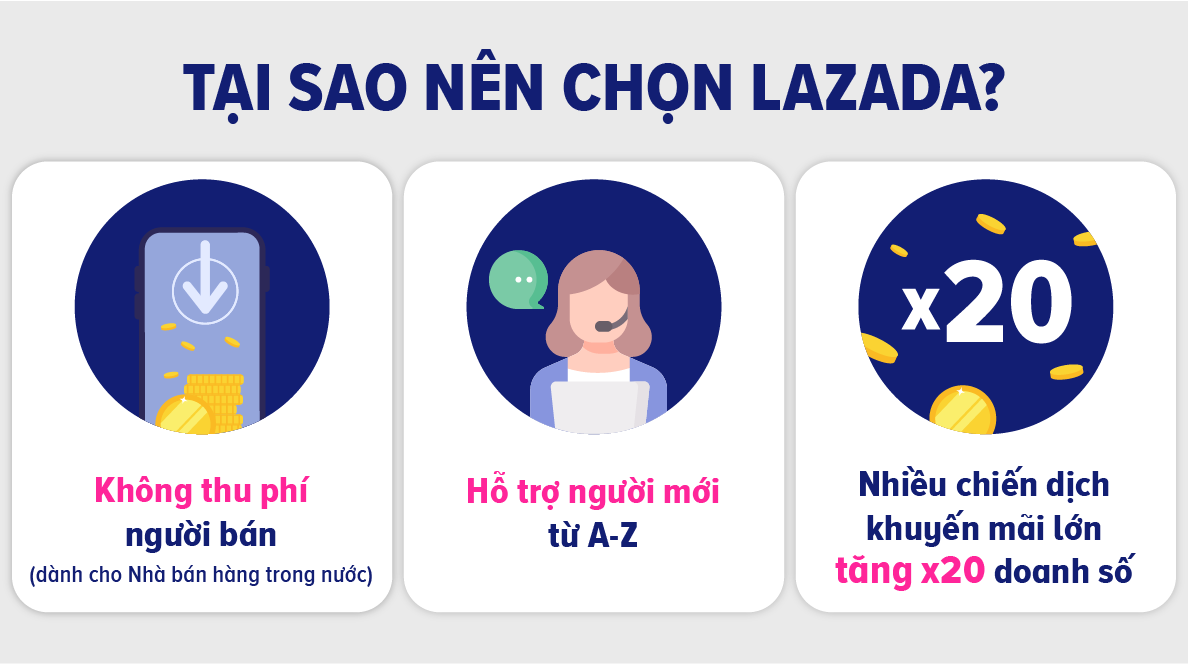 TẠI SAO NÊN CHỌN LAZADA?
Không thu phí
người bán
(dành cho Nhà bán hàng trong nước)
Hỗ trợ người mới
từ A-Z
x20
Nhiều chiến dịch
khuyến mãi lớn
tăng x20 doanh số